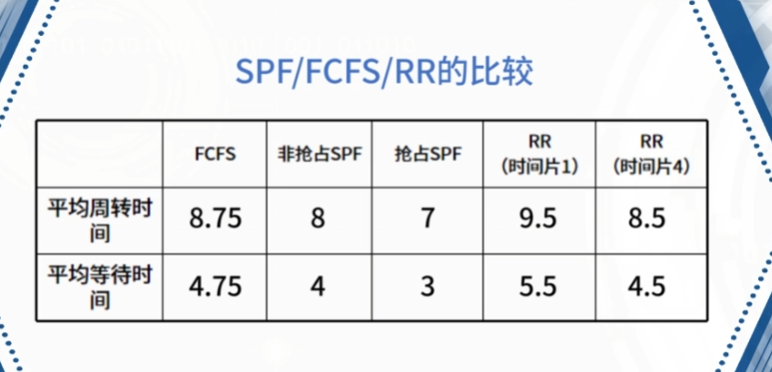 SPF/FCFS/RR的比较
FCFS 非抢占SPF 抢占SPF RR（时间片1） RR（时间片4）
平均周转时间 8.75 8 7 9.5 8.5
平均等待时间 4.75 4 3 5.5 4.5